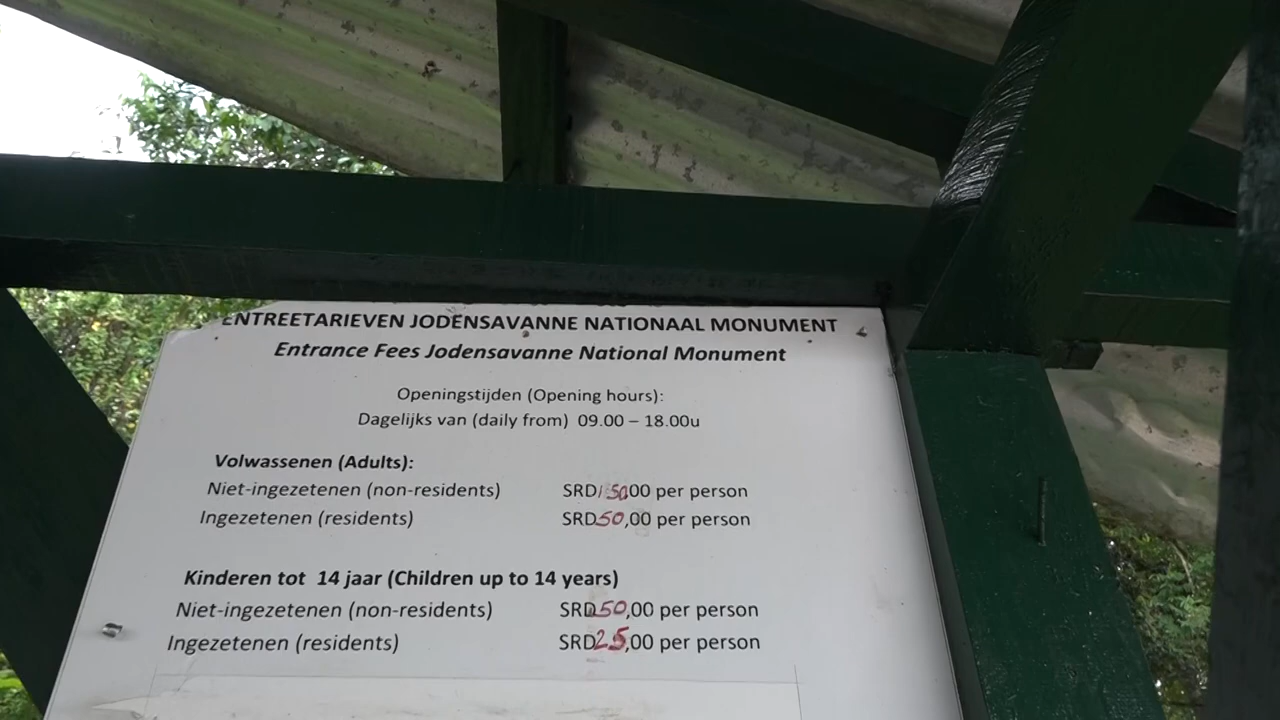 ENTREETARIEVEN JODENSAVANNE NATIONAAL MONUMENT
Entrance Fees Jodensavanne National Monument
Openingstijden (Opening hours):
Dagelijks van (daily from) 09.00 – 18.00u
Volwassenen (Adults):
Niet-ingezetenen (non-residents) SRD150,00 per person
Ingezetenen (residents) SRD50,00 per person
Kinderen tot 14 jaar (Children up to 14 years)
Niet-ingezetenen (non-residents) SRD50,00 per person
Ingezetenen (residents) SRD25,00 per person